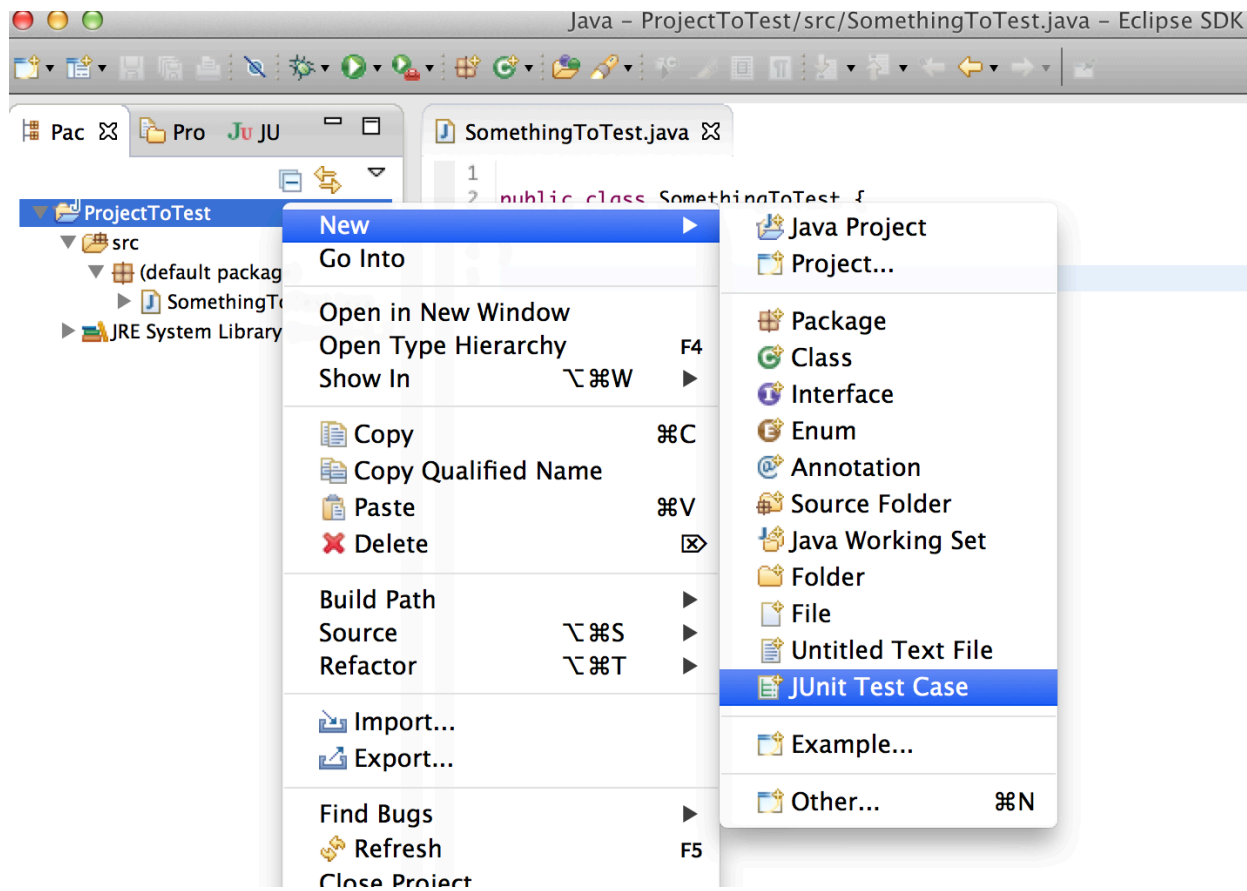 Java – ProjectToTest/src/SomethingToTest.java – Eclipse SDK
Pac Pro JU JU
SomethingToTest.java
1
2 public class SomethingToTest {
ProjectToTest
src
(default packag
SomethingT
JRE System Library
New
Go Into
Open in New Window
Open Type Hierarchy F4
Show In ⌥⌘W
Copy ⌘C
Copy Qualified Name
Paste ⌘V
Delete ⌦
Build Path
Source ⌥⌘S
Refactor ⌥⌘T
Import...
Export...
Find Bugs
Refresh F5
Close Project
Java Project
Project...
Package
Class
Interface
Enum
Annotation
Source Folder
Java Working Set
Folder
File
Untitled Text File
JUnit Test Case
Example...
Other... ⌘N